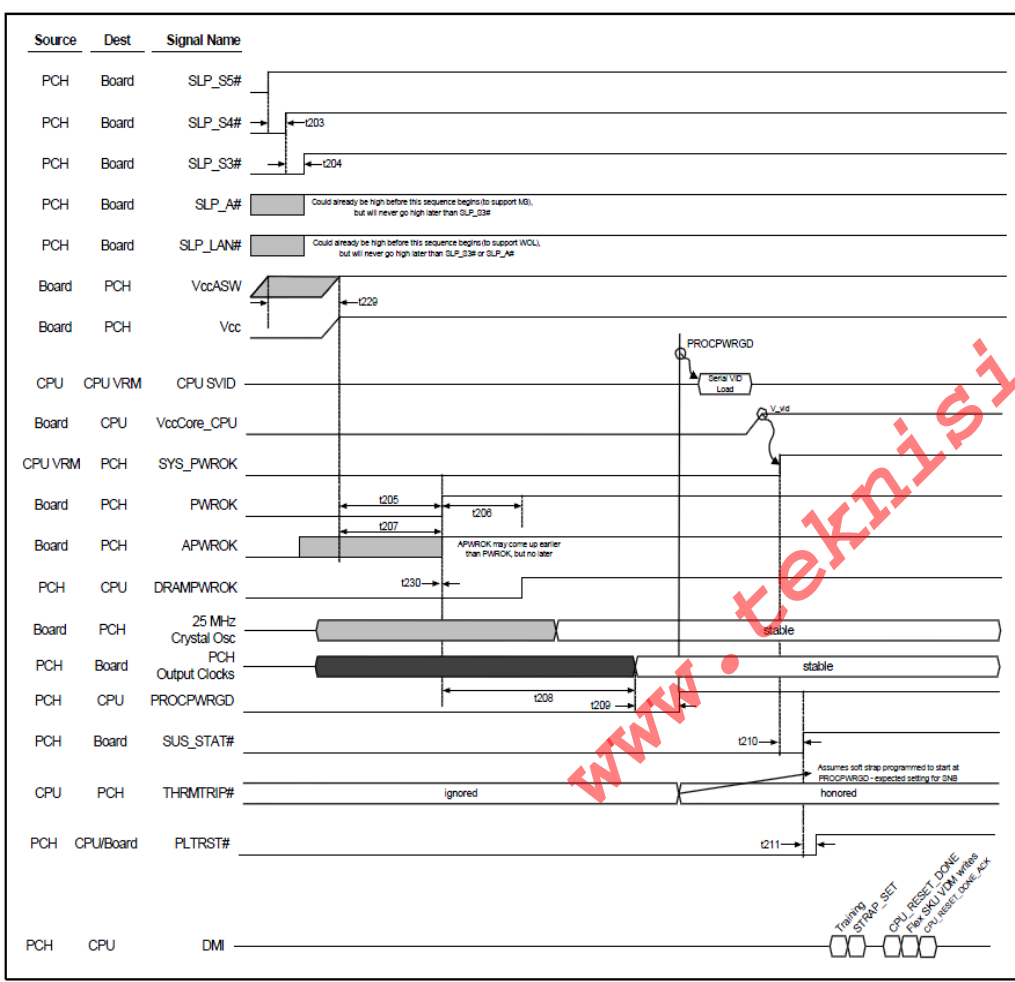 Source Dest Signal Name
PCH Board SLP_S5#
PCH Board SLP_S4# t203
PCH Board SLP_S3# t204
PCH Board SLP_A# Could already be high before this sequence begins (to support M3),
but will never go high later than SLP_S3#
PCH Board SLP_LAN# Could already be high before this sequence begins (to support WOL),
but will never go high later than SLP_S3# or SLP_A#
Board PCH VccASW
t229
Board PCH Vcc
PROCPWRGD
CPU CPU VRM CPU SVID Serial VID
Load
Board CPU VccCore_CPU V_vid
CPU VRM PCH SYS_PWROK
Board PCH PWROK t205 t206
t207
Board PCH APWROK APWROK may come up earlier
than PWROK, but no later
PCH CPU DRAMPWROK t230
Board PCH 25 MHz
Crystal Osc stable
PCH Board PCH
Output Clocks stable
PCH CPU PROCPWRGD t208 t209
PCH Board SUS_STAT# t210
Assumes soft strap programmed to start at
PROCPWRGD - expected setting for SNB
CPU PCH THRMTRIP# ignored honored
PCH CPU/Board PLTRST# t211
Training
STRAP_SET
CPU_RESET_DONE
Flex SKU VDM writes
CPU_RESET_DONE_ACK
PCH CPU DMI
www.teknisi